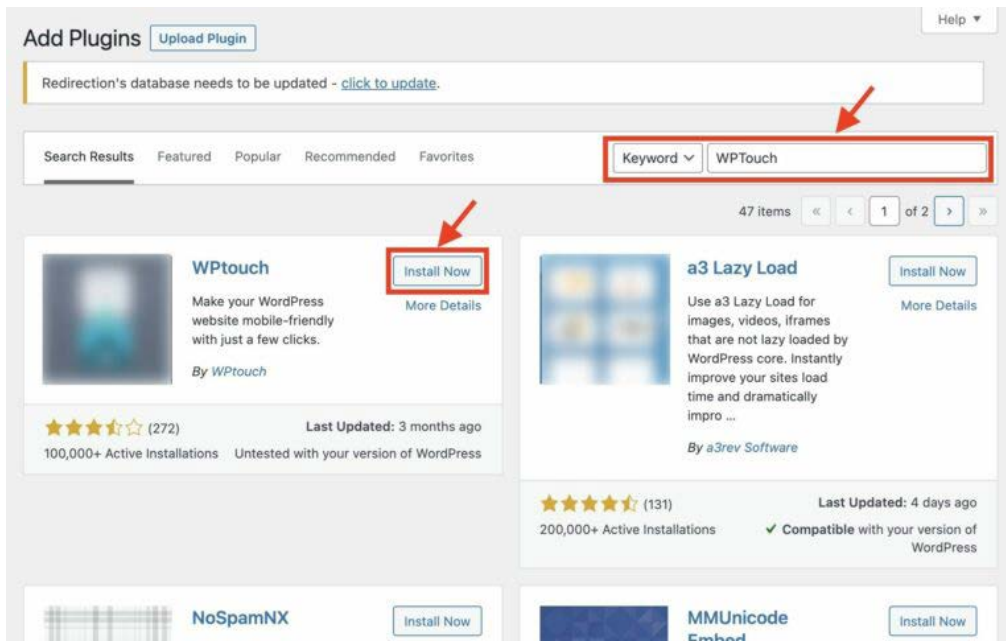 Help ▼
Add Plugins Upload Plugin
Redirection's database needs to be updated - click to update.
Search Results Featured Popular Recommended Favorites Keyword WPTouch
47 items « ‹ 1 of 2 › »
WPtouch
Install Now
Make your WordPress
website mobile-friendly
with just a few clicks.
More Details
By WPtouch
(272)
Last Updated: 3 months ago
100,000+ Active Installations
Untested with your version of WordPress
a3 Lazy Load
Install Now
Use a3 Lazy Load for
images, videos, iframes
that are not lazy loaded by
WordPress core. Instantly
improve your sites load
time and dramatically
impro ...
More Details
By a3rev Software
(131)
Last Updated: 4 days ago
200,000+ Active Installations
✓ Compatible with your version of
WordPress
NoSpamNX
Install Now
MMUnicode
Embed
Install Now